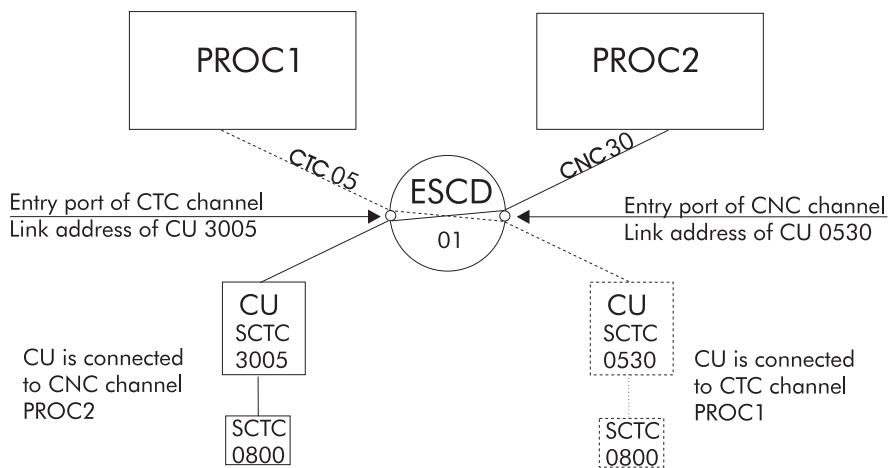 PROC1
PROC2
CTC 05
CNC 30
ESCD
01
Entry port of CTC channel
Link address of CU 3005
Entry port of CNC channel
Link address of CU 0530
CU
SCTC
3005
CU
SCTC
0530
CU is connected
to CNC channel
PROC2
CU is connected
to CTC channel
PROC1
SCTC
0800
SCTC
0800